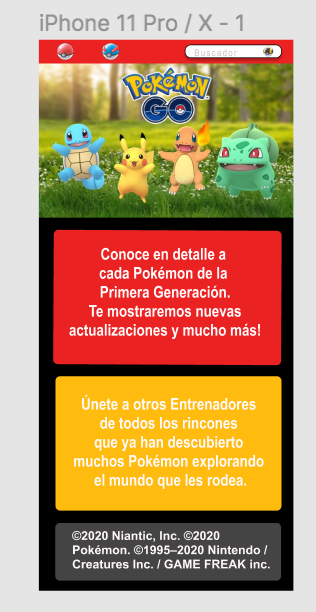 iPhone 11 Pro / X - 1
Buscador
POKÉMON
GO
Conoce en detalle a
cada Pokémon de la
Primera Generación.
Te mostraremos nuevas
actualizaciones y mucho más!
Únete a otros Entrenadores
de todos los rincones
que ya han descubierto
muchos Pokémon explorando
el mundo que les rodea.
©2020 Niantic, Inc. ©2020
Pokémon. ©1995–2020 Nintendo /
Creatures Inc. / GAME FREAK inc.